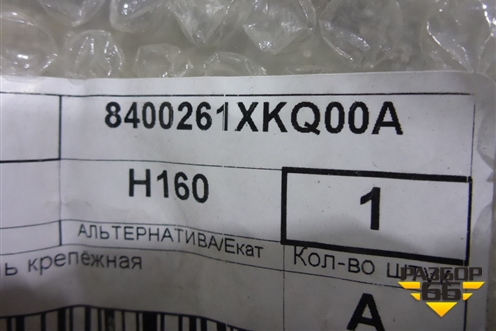 8400261XKQ00A
H160
1
АЛЬТЕРНАТИВА/Екат
Кол-во шт
крепежная
А
РАЗБОР
66